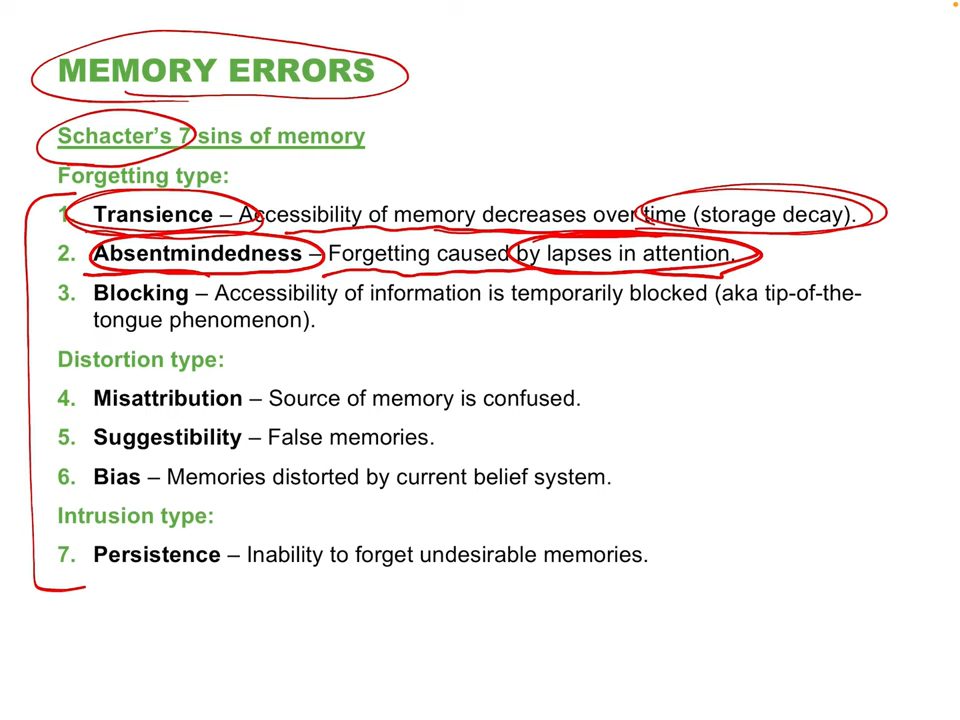 MEMORY ERRORS
Schacter’s 7 sins of memory
Forgetting type:
1. Transience – Accessibility of memory decreases over time (storage decay).
2. Absentmindedness – Forgetting caused by lapses in attention.
3. Blocking – Accessibility of information is temporarily blocked (aka tip-of-the-
tongue phenomenon).
Distortion type:
4. Misattribution – Source of memory is confused.
5. Suggestibility – False memories.
6. Bias – Memories distorted by current belief system.
Intrusion type:
7. Persistence – Inability to forget undesirable memories.